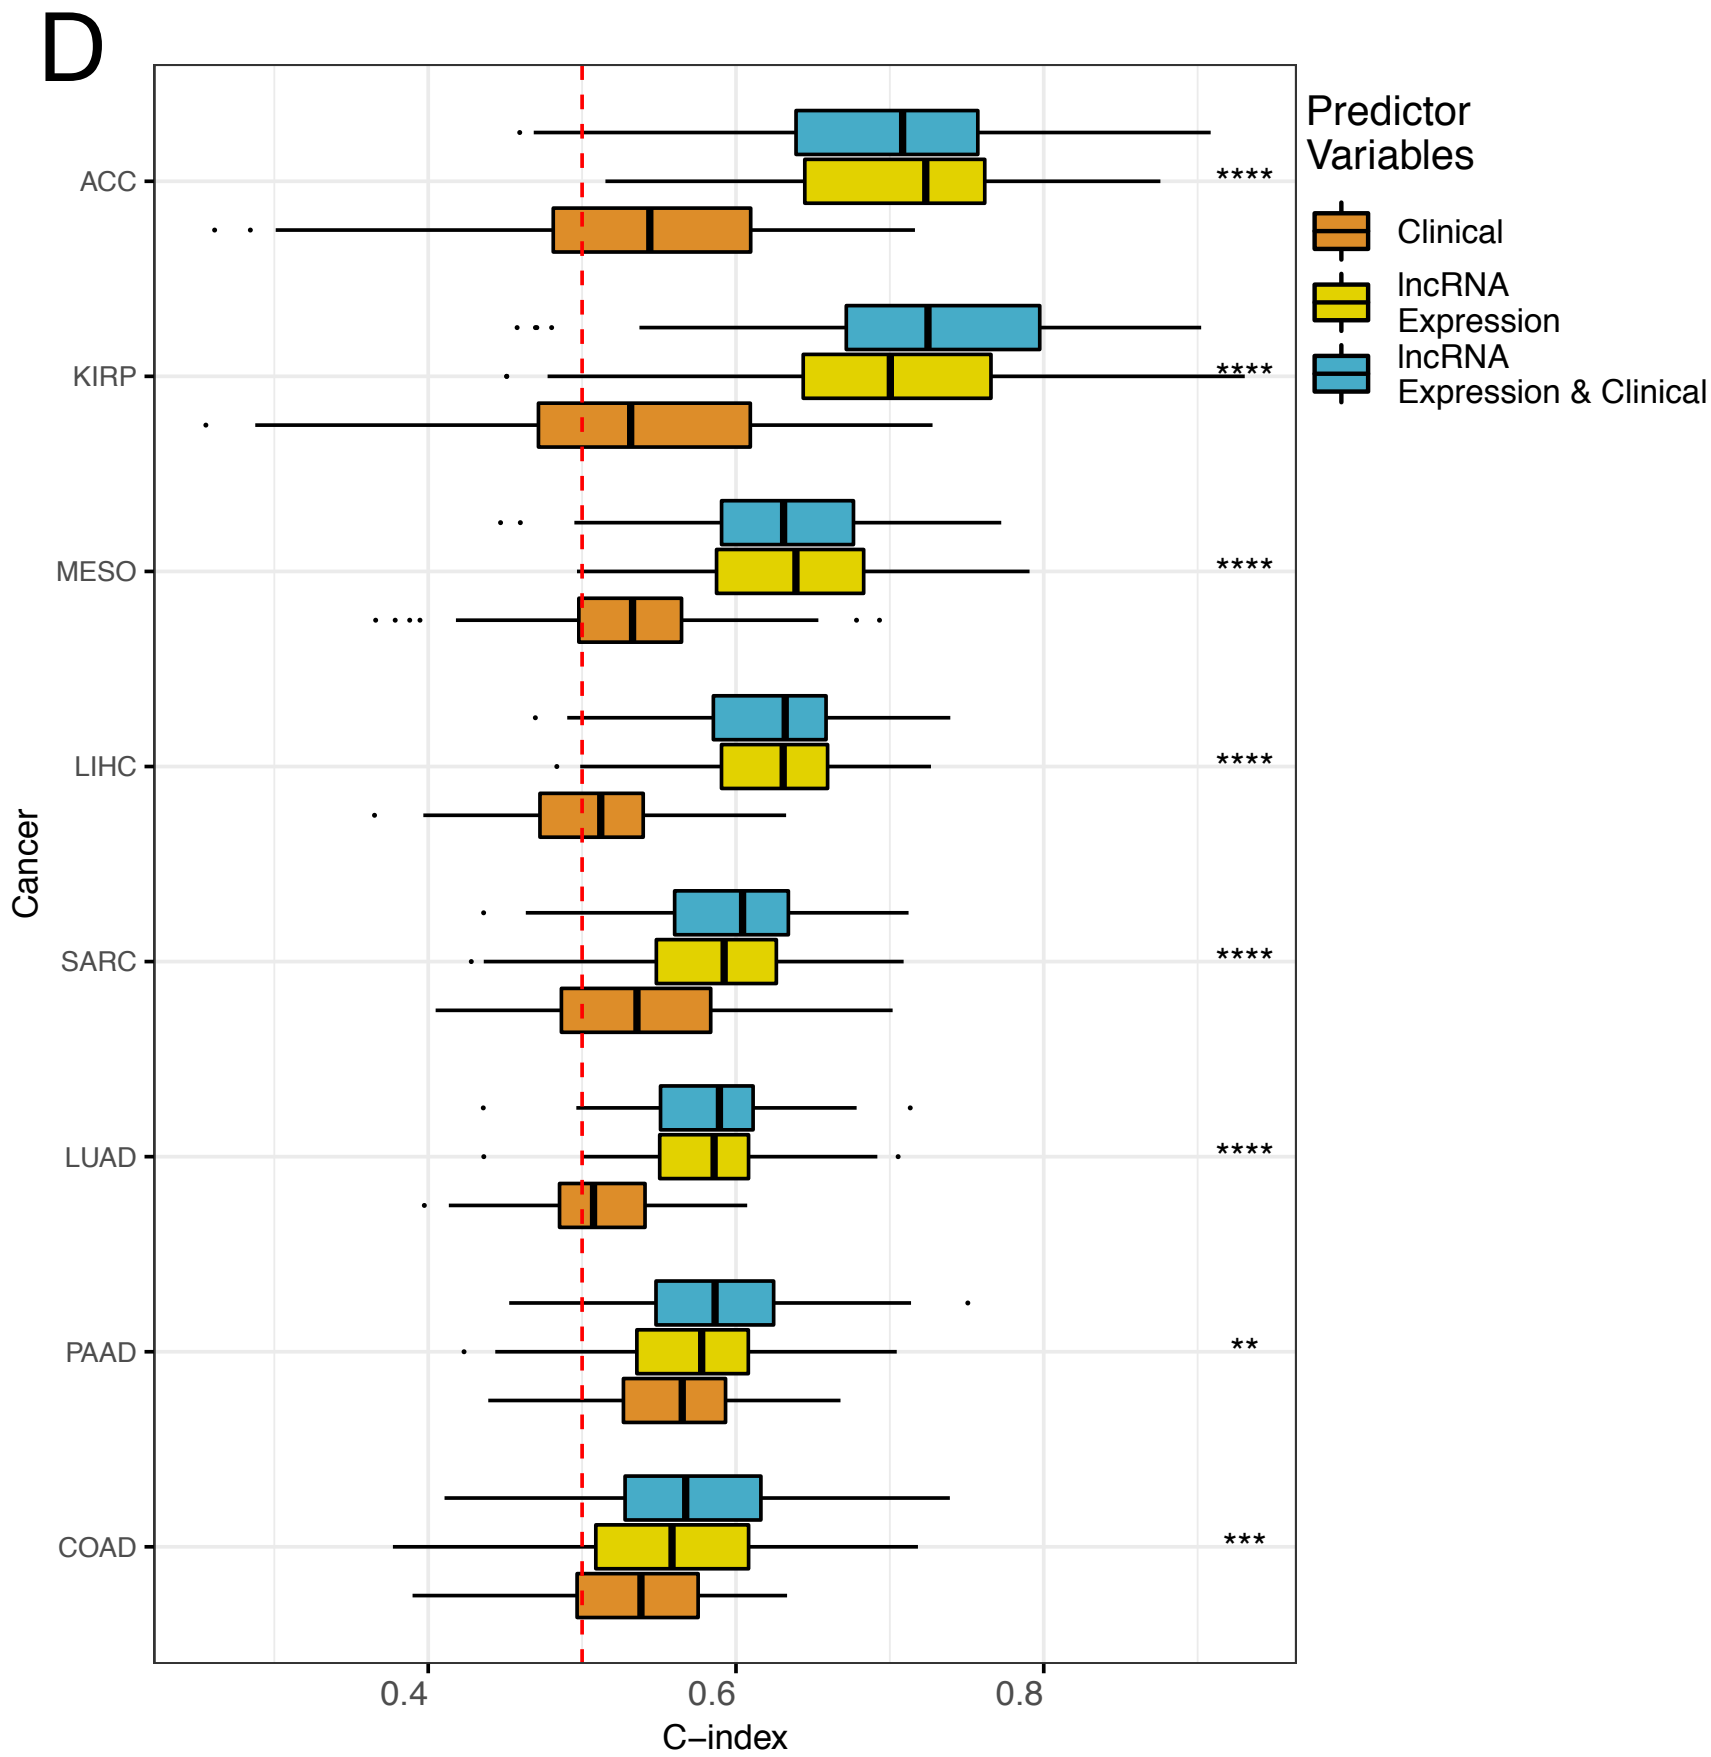 D
Predictor
Variables
Clinical
lncRNA
Expression
lncRNA
Expression & Clinical
ACC
****
KIRP
****
MESO
****
LIHC
****
SARC
****
LUAD
****
PAAD
**
COAD
***
Cancer
0.4 0.6 0.8
C−index